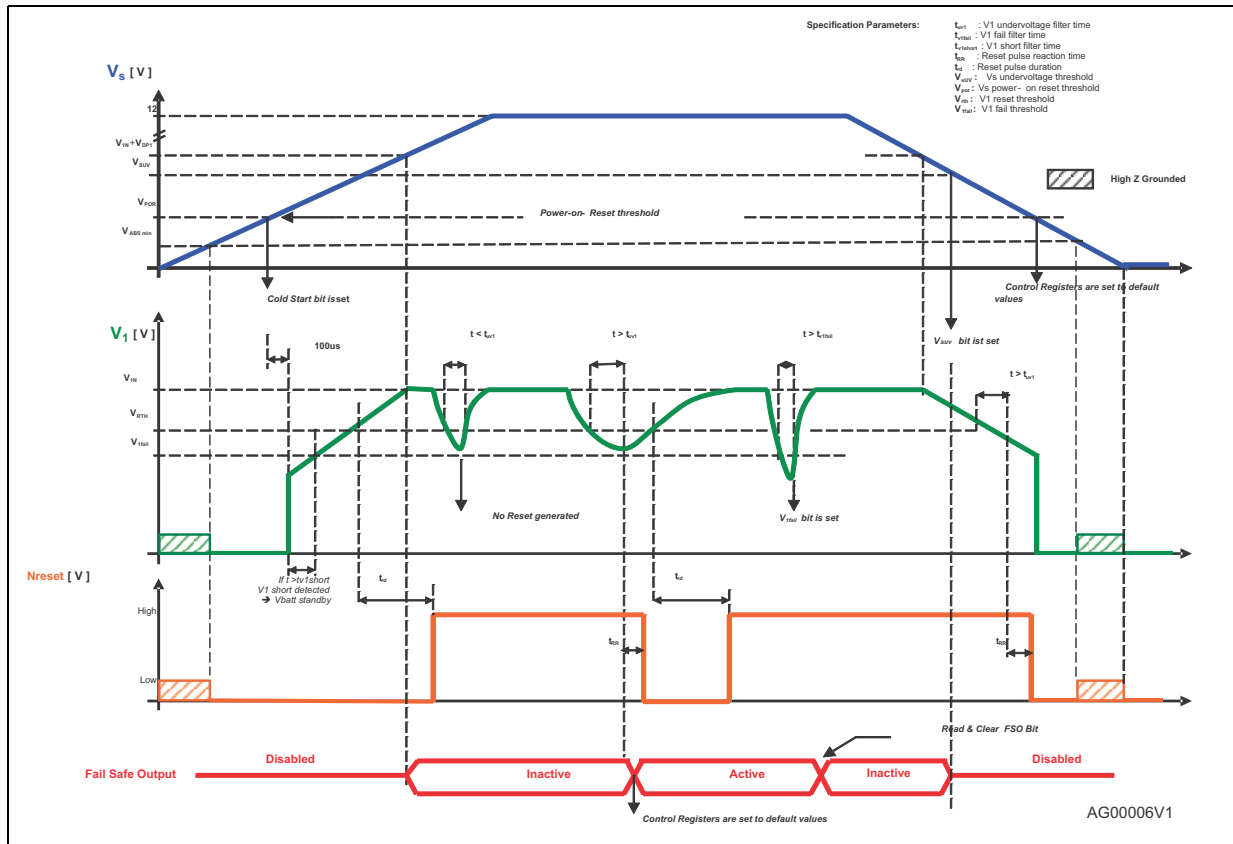 Specification Parameters:
tuv1 : V1 undervoltage filter time
tv1fail : V1 fail filter time
tv1short : V1 short filter time
tRR : Reset pulse reaction time
trd : Reset pulse duration
VsUV : Vs undervoltage threshold
Vpor : Vs power- on reset threshold
Vrth : V1 reset threshold
V1fail : V1 fail threshold
Vs [ V ]
12
V1N +VDP1
VSUV
VPOR
VABS min
High Z Grounded
Power-on- Reset threshold
Cold Start bit is set
Control Registers are set to default
values
VSUV bit ist set
V1 [ V ]
100us
t < tuv1
t > tuv1
t > tv1fail
t > tuv1
V1N
VRTH
V1fail
No Reset generated
V1fail bit is set
If t >tv1short
V1 short detected
→ Vbatt standby
Nreset [ V ]
High
Low
trd
trd
tRR
tRR
Read & Clear FSO Bit
Fail Safe Output
Disabled
Inactive
Active
Inactive
Disabled
Control Registers are set to default values
AG00006V1